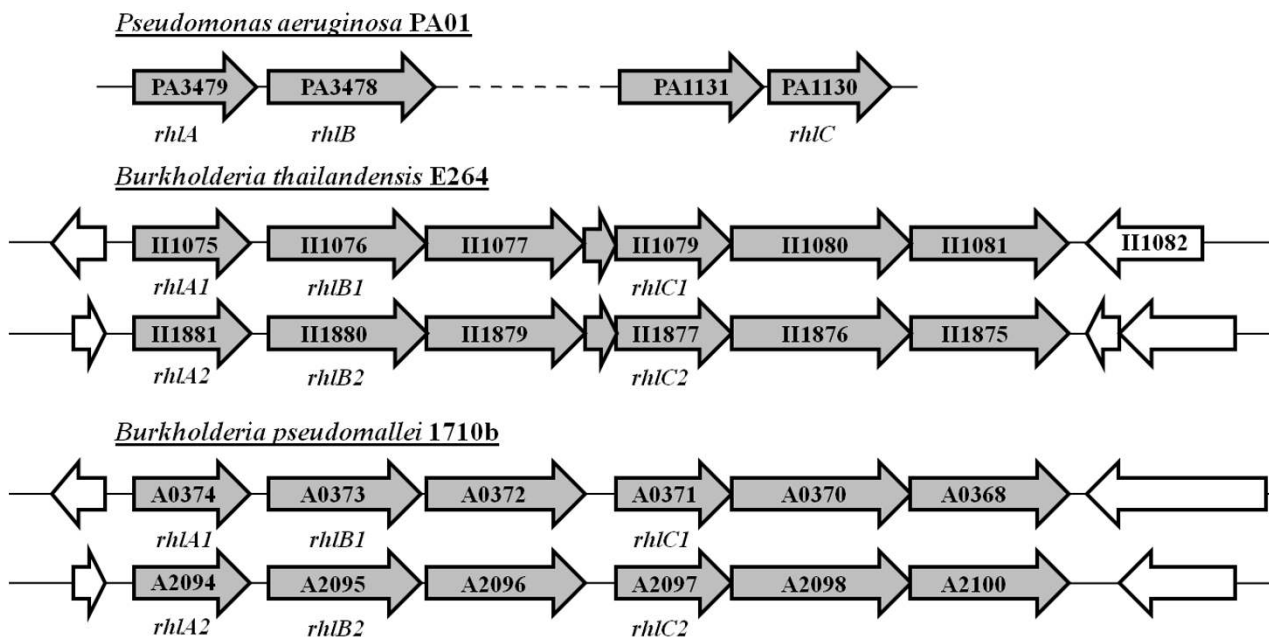 Pseudomonas aeruginosa PA01
PA3479 PA3478 PA1131 PA1130
rhlA rhlB rhlC
Burkholderia thailandensis E264
II1075 II1076 II1077 II1079 II1080 II1081 II1082
rhlA1 rhlB1 rhlC1
II1881 II1880 II1879 II1877 II1876 II1875
rhlA2 rhlB2 rhlC2
Burkholderia pseudomallei 1710b
A0374 A0373 A0372 A0371 A0370 A0368
rhlA1 rhlB1 rhlC1
A2094 A2095 A2096 A2097 A2098 A2100
rhlA2 rhlB2 rhlC2